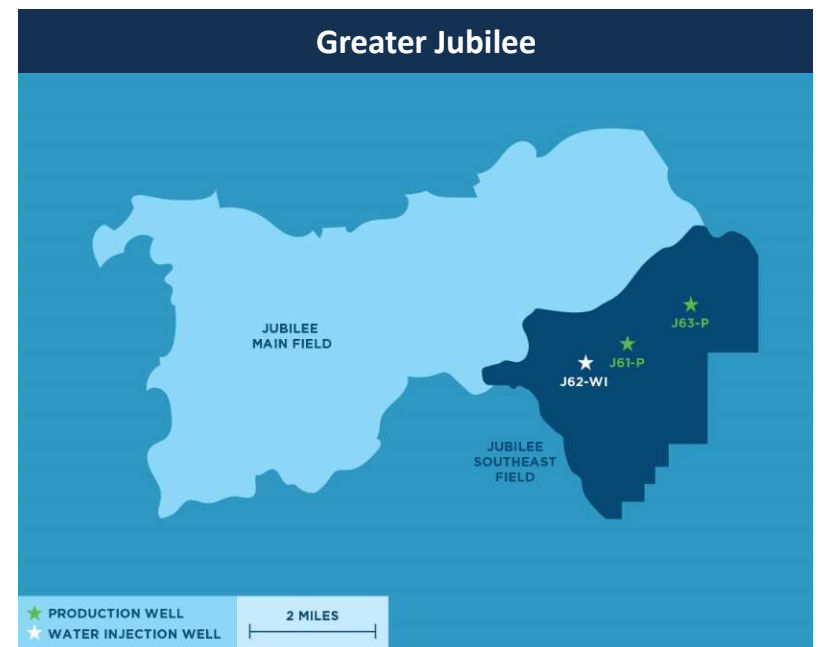 Greater Jubilee
JUBILEE
MAIN FIELD
J63-P
J61-P
J62-WI
JUBILEE
SOUTHEAST
FIELD
PRODUCTION WELL
WATER INJECTION WELL
2 MILES